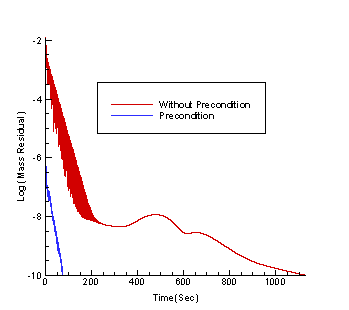 -2
-4
-6
-8
-10
Log(Mass Residual)
Without Precondition
Precondition
0 200 400 600 800 1000
Time(Sec)